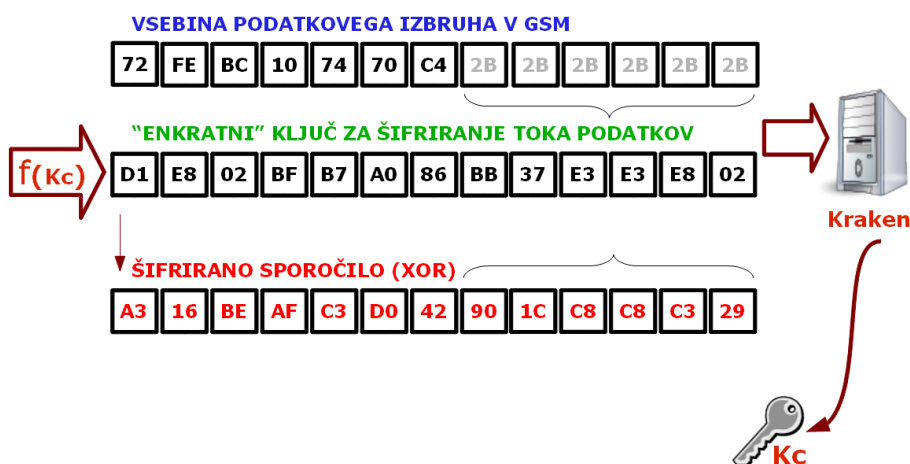 VSEBINA PODATKOVEGA IZBRUHA V GSM
72 FE BC 10 74 70 C4 2B 2B 2B 2B 2B 2B
“ENKRATNI” KLJUČ ZA ŠIFRIRANJE TOKA PODATKOV
f(Kc)
D1 E8 02 BF B7 A0 86 BB 37 E3 E3 E8 02
Kraken
ŠIFRIRANO SPOROČILO (XOR)
A3 16 BE AF C3 D0 42 90 1C C8 C8 C3 29
Kc